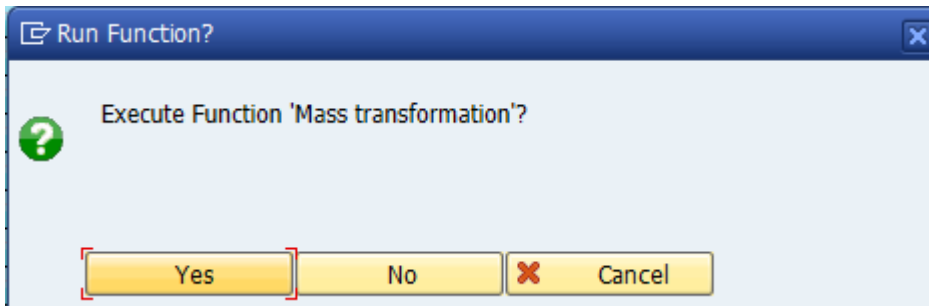 Run Function?
Execute Function 'Mass transformation'?
Yes No Cancel